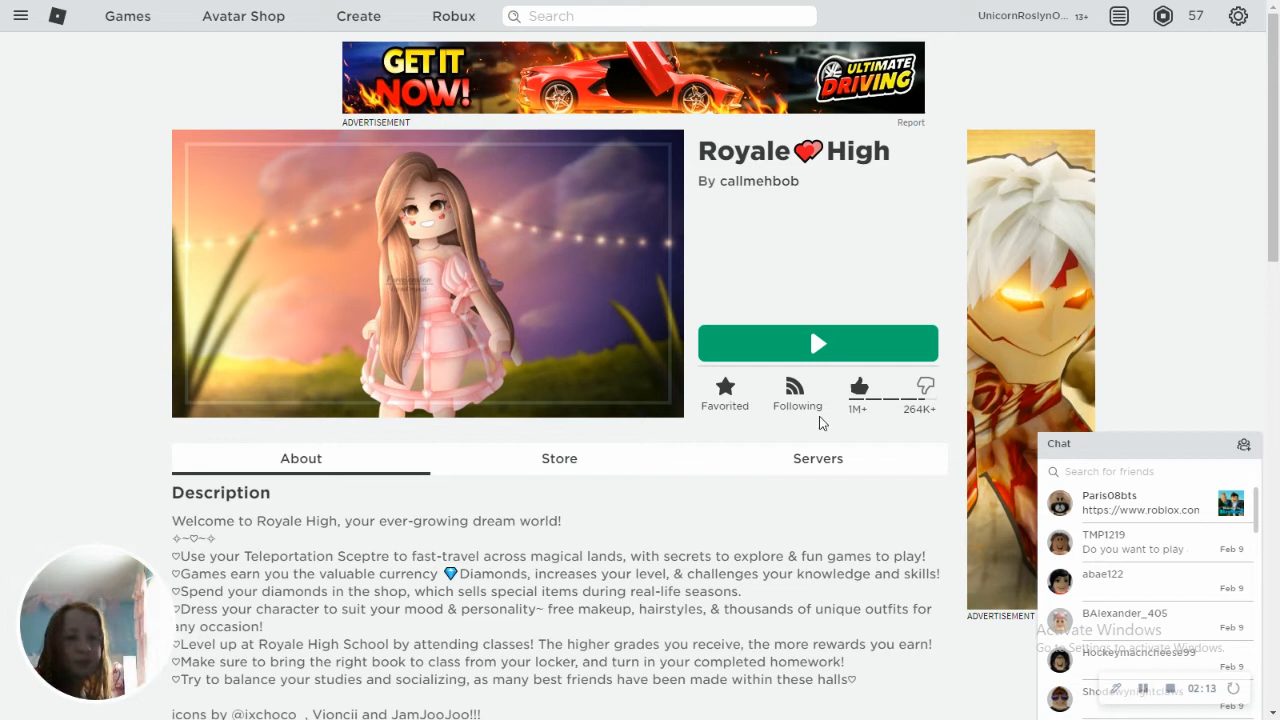 Games Avatar Shop Create Robux Search UnicornRoslynO... 13+ 57
GET IT
NOW!
ULTIMATE
DRIVING
ADVERTISEMENT Report
Royale❤️High
By callmehbob
Favorited Following 1M+ 264K+
About Store Servers
Description
Welcome to Royale High, your ever-growing dream world!
✧~♡~✧
♡Use your Teleportation Sceptre to fast-travel across magical lands, with secrets to explore & fun games to play!
♡Games earn you the valuable currency 💎Diamonds, increases your level, & challenges your knowledge and skills!
♡Spend your diamonds in the shop, which sells special items during real-life seasons.
♡Dress your character to suit your mood & personality~ free makeup, hairstyles, & thousands of unique outfits for
any occasion!
♡Level up at Royale High School by attending classes! The higher grades you receive, the more rewards you earn!
♡Make sure to bring the right book to class from your locker, and turn in your completed homework!
♡Try to balance your studies and socializing, as many best friends have been made within these halls♡
icons by @ixchoco_, Vioncii and JamJooJoo!!!
ADVERTISEMENT
Chat
Search for friends
Paris08bts
https://www.roblox.con
TMP1219
Do you want to play Feb 9
abae122
Feb 9
BAlexander_405
Feb 9
Activate Windows
Go to Settings to activate Windows.
Hockeymacncheese99
Feb 9
02:13
Feb 9